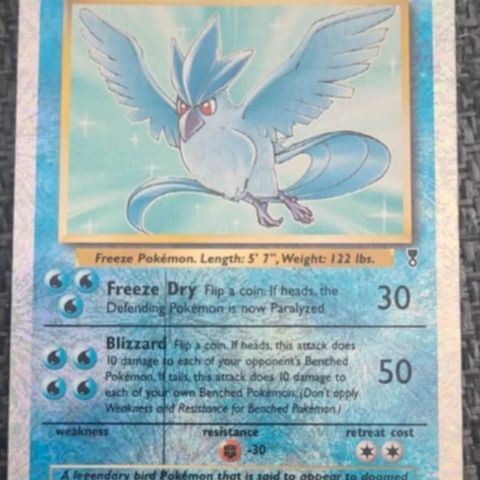 Freeze Pokémon. Length: 5' 7", Weight: 122 lbs.
Freeze Dry Flip a coin. If heads, the
Defending Pokémon is now Paralyzed.
30
Blizzard Flip a coin. If heads, this attack does
10 damage to each of your opponent's Benched
Pokémon. If tails, this attack does 10 damage to
each of your own Benched Pokémon. (Don't apply
Weakness and Resistance for Benched Pokémon.)
50
weakness resistance retreat cost
-30
A legendary bird Pokémon that is said to appear to doomed